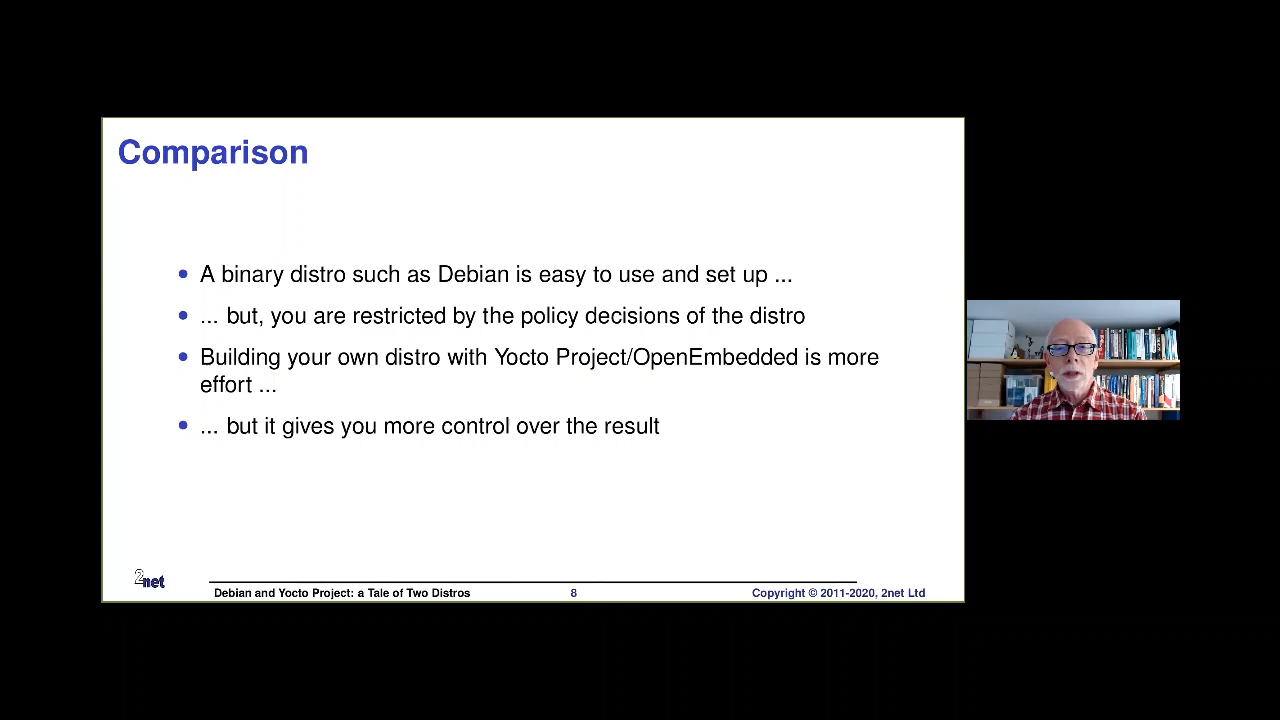 Comparison
A binary distro such as Debian is easy to use and set up ...
... but, you are restricted by the policy decisions of the distro
Building your own distro with Yocto Project/OpenEmbedded is more
effort ...
... but it gives you more control over the result
2net
Debian and Yocto Project: a Tale of Two Distros 8 Copyright © 2011-2020, 2net Ltd